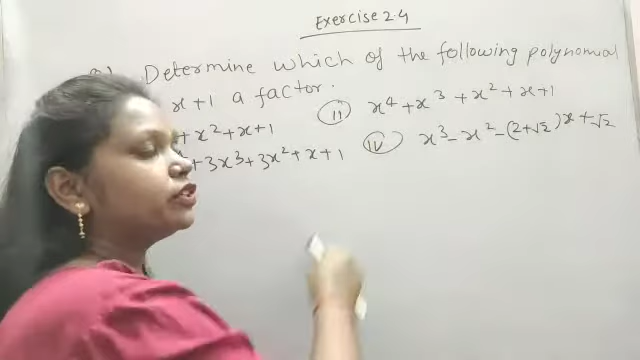 Exercise 2.4
Determine which of the following polynomial
x+1 a factor.
+ x² + x + 1
(ii) x⁴ + x³ + x² + x + 1
+ 3x³ + 3x² + x + 1
(iv) x³ - x² - (2+√2)x + √2